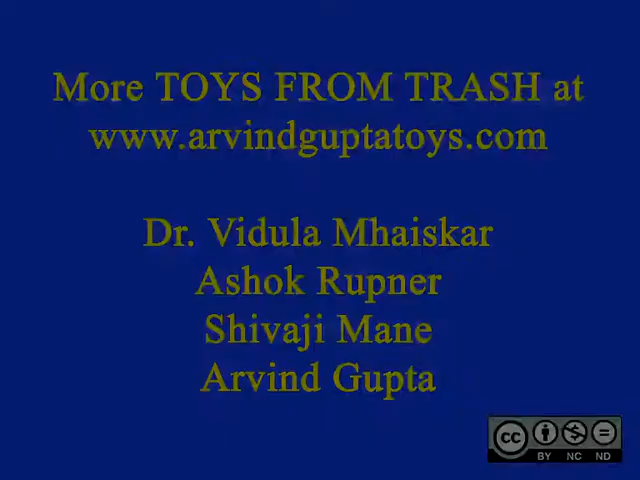 More TOYS FROM TRASH at
www.arvindguptatoys.com
Dr. Vidula Mhaiskar
Ashok Rupner
Shivaji Mane
Arvind Gupta
cc
BY NC ND